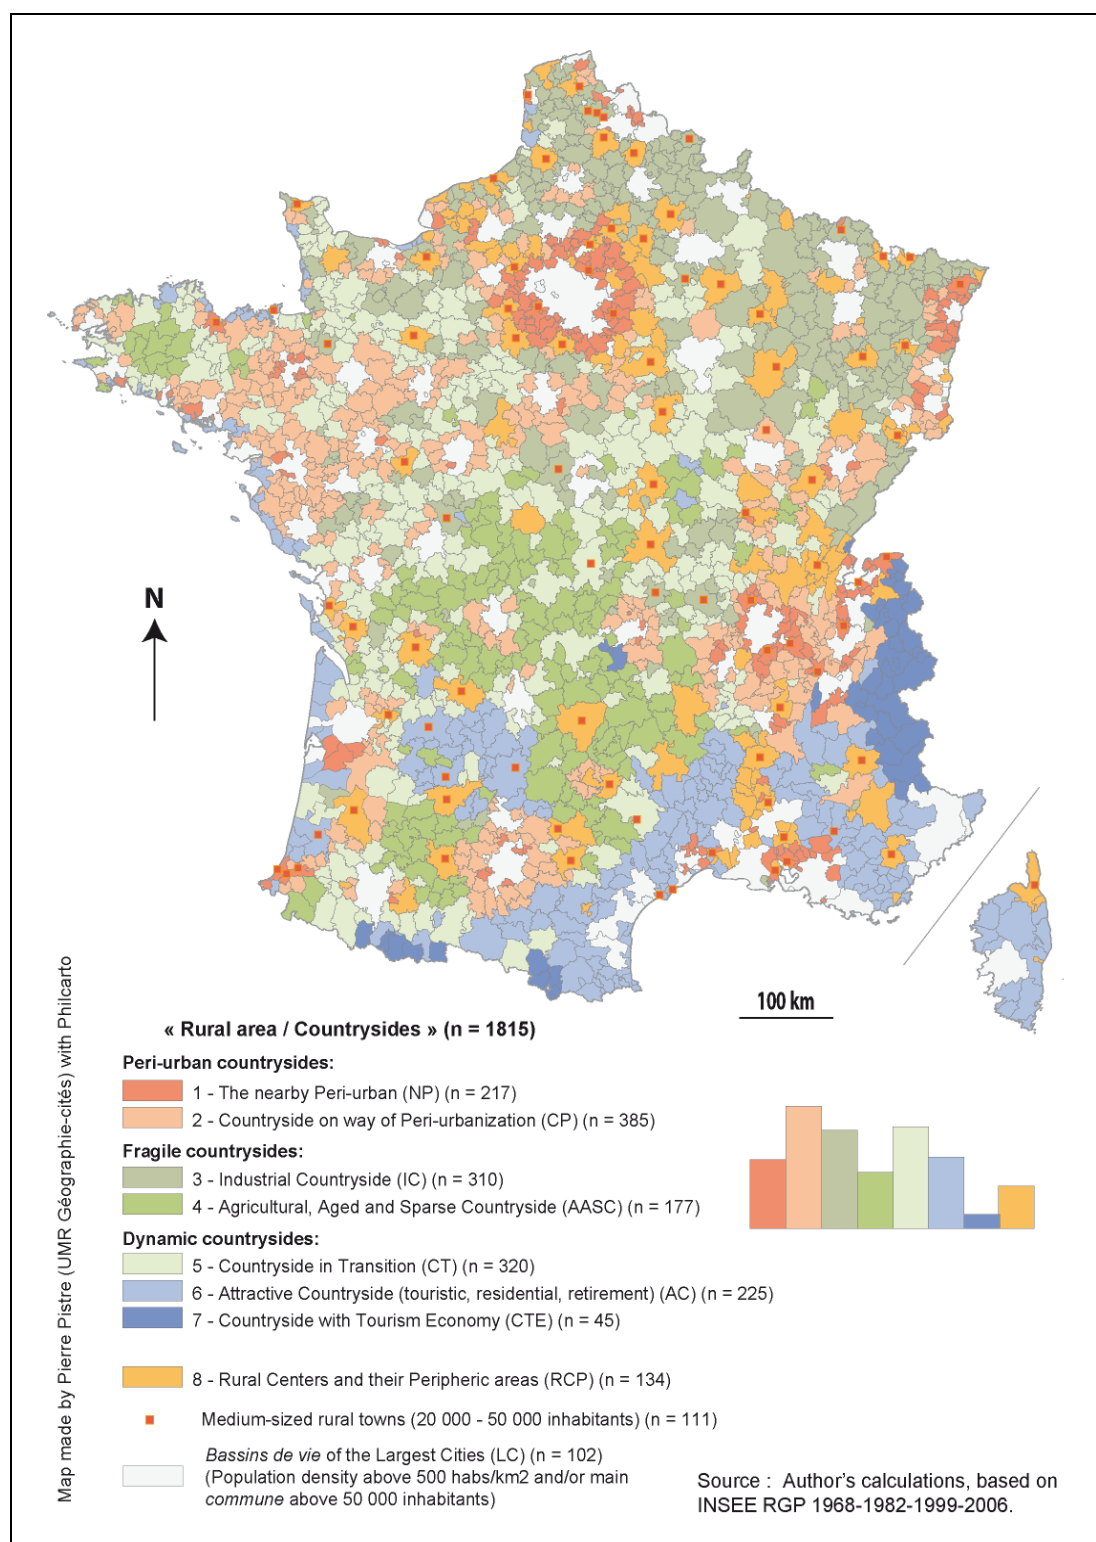 N
100 km
« Rural area / Countrysides » (n = 1815)
Peri-urban countrysides:
1 - The nearby Peri-urban (NP) (n = 217)
2 - Countryside on way of Peri-urbanization (CP) (n = 385)
Fragile countrysides:
3 - Industrial Countryside (IC) (n = 310)
4 - Agricultural, Aged and Sparse Countryside (AASC) (n = 177)
Dynamic countrysides:
5 - Countryside in Transition (CT) (n = 320)
6 - Attractive Countryside (touristic, residential, retirement) (AC) (n = 225)
7 - Countryside with Tourism Economy (CTE) (n = 45)
8 - Rural Centers and their Peripheric areas (RCP) (n = 134)
Medium-sized rural towns (20 000 - 50 000 inhabitants) (n = 111)
Bassins de vie of the Largest Cities (LC) (n = 102)
(Population density above 500 habs/km2 and/or main
commune above 50 000 inhabitants)
Source : Author's calculations, based on
INSEE RGP 1968-1982-1999-2006.
Map made by Pierre Pistre (UMR Géographie-cités) with Philcarto